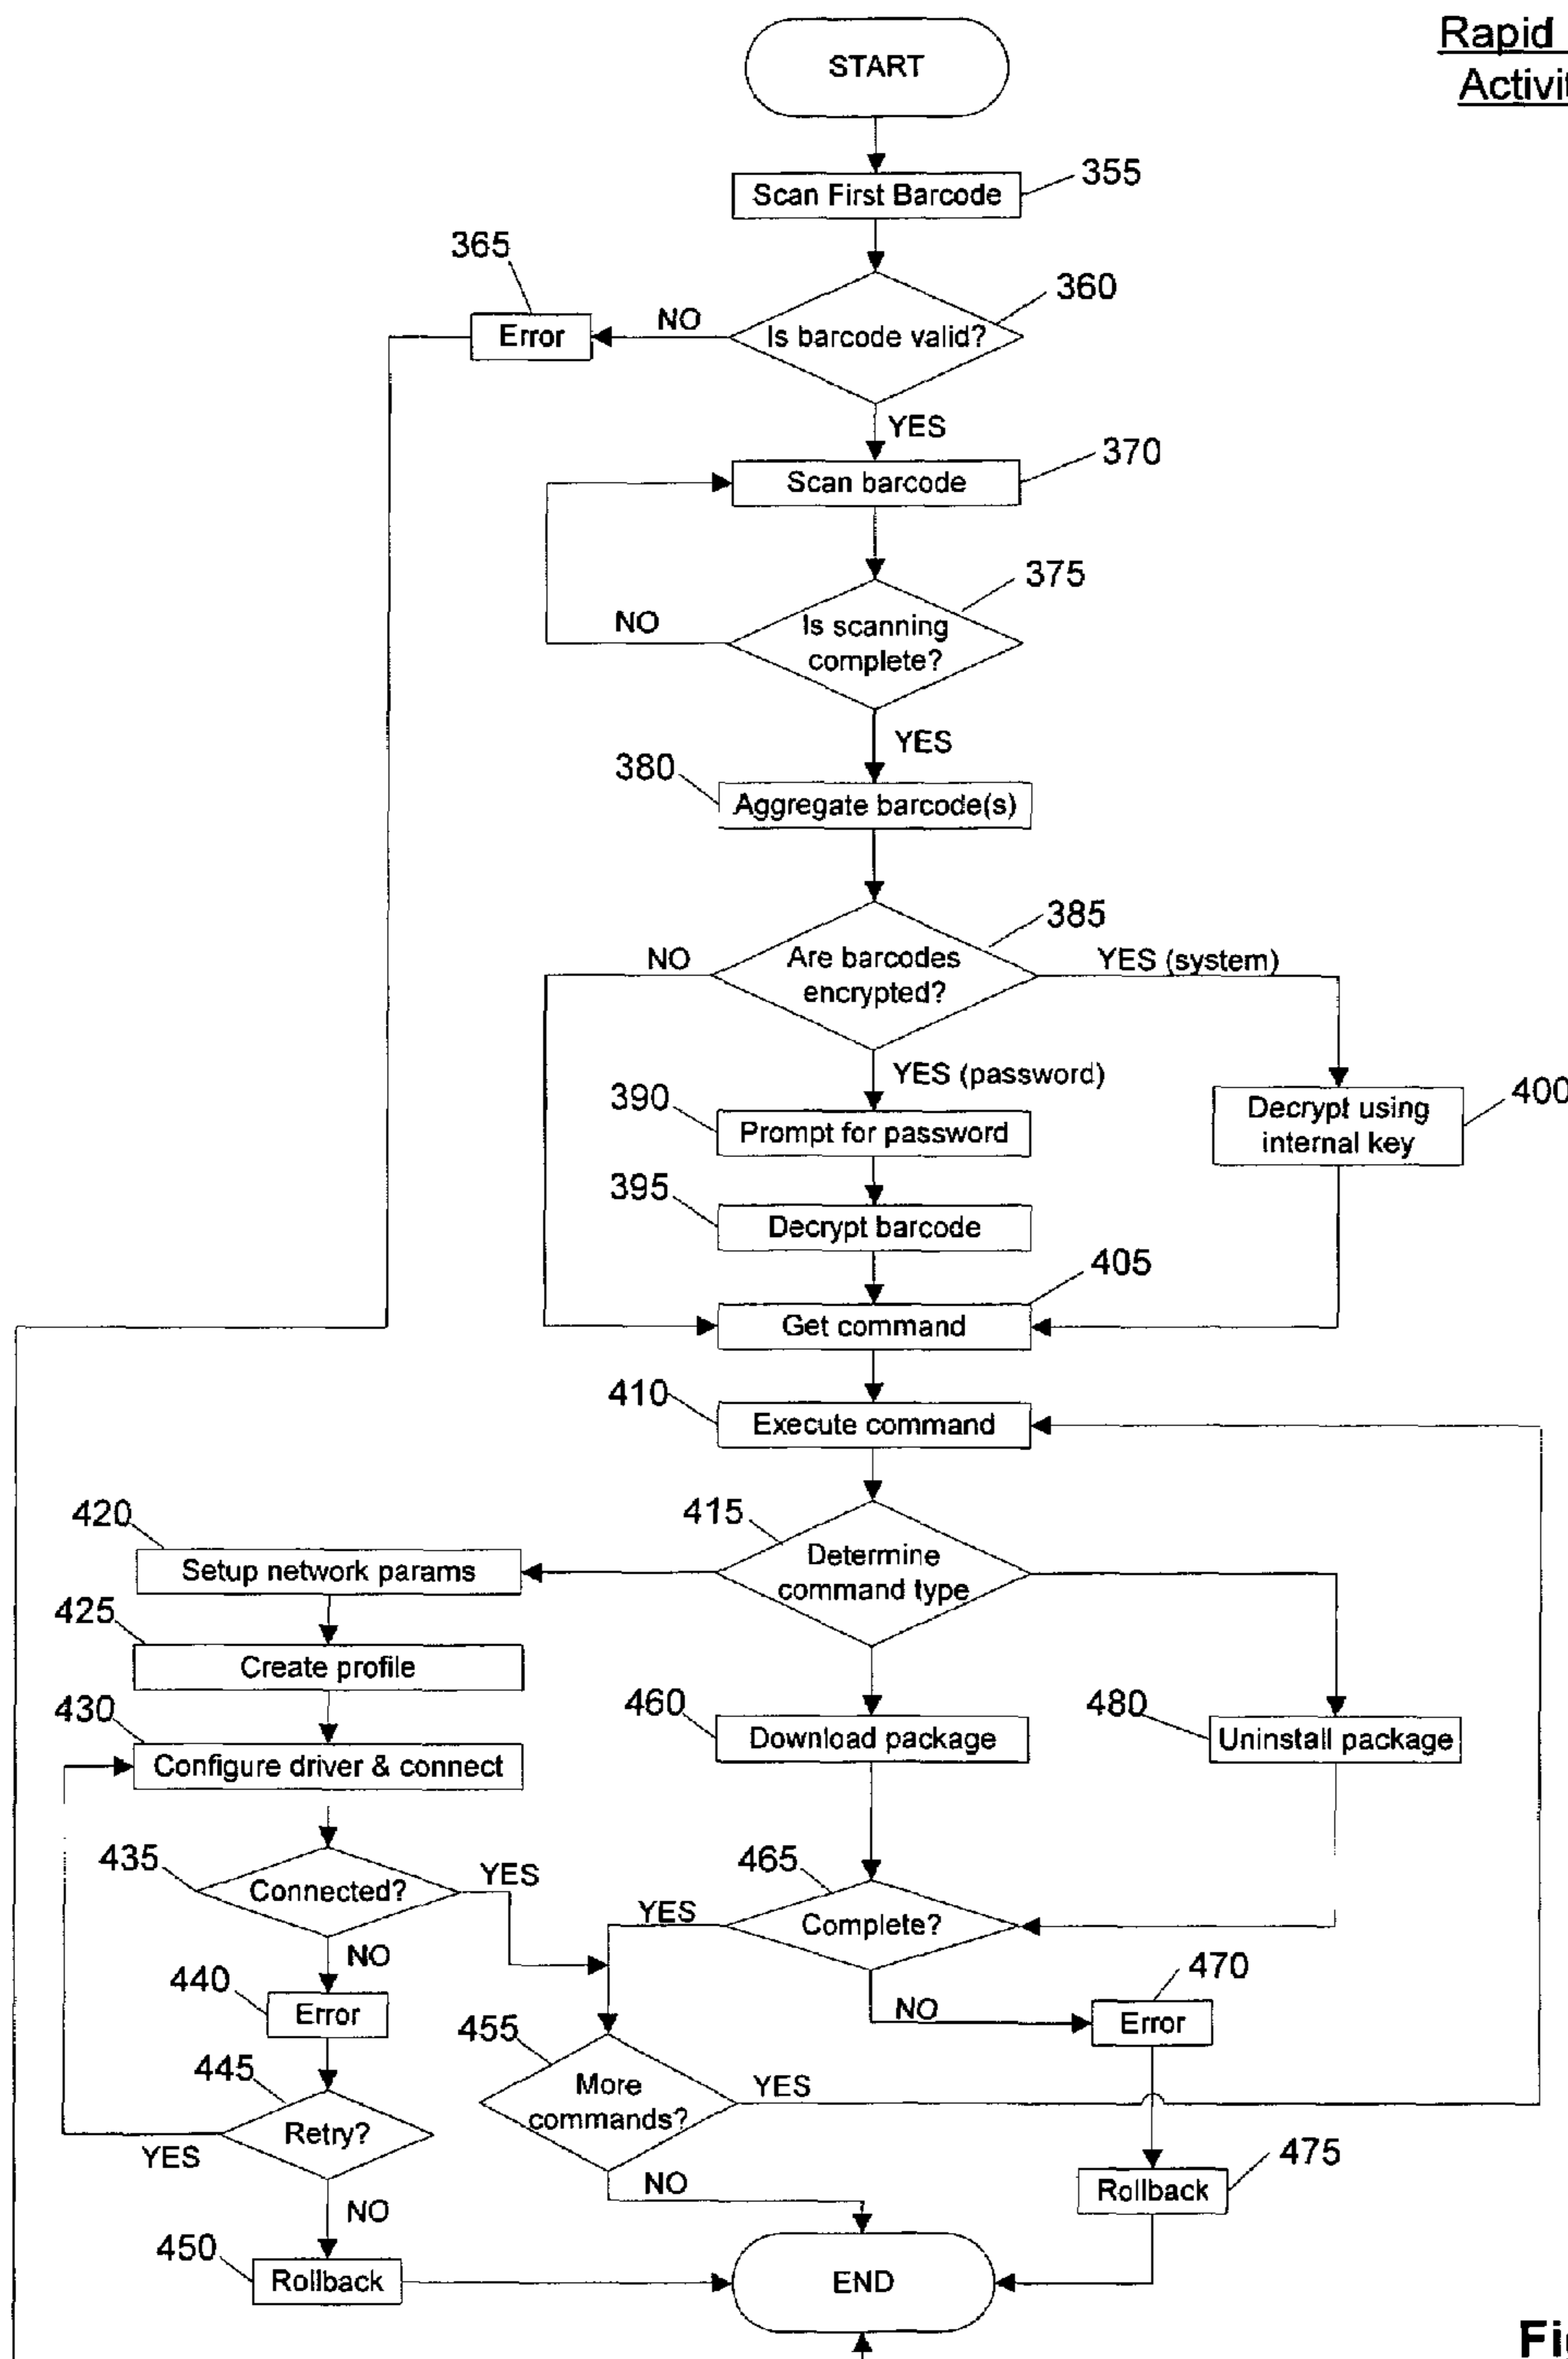 Rapid
Activit
START
Scan First Barcode
355
365
360
Error
NO
Is barcode valid?
YES
370
Scan barcode
375
NO
Is scanning
complete?
YES
380
Aggregate barcode(s)
385
NO
Are barcodes
encrypted?
YES (system)
YES (password)
390
Prompt for password
Decrypt using
internal key
400
395
Decrypt barcode
405
Get command
410
Execute command
420
415
Setup network params
Determine
command type
425
Create profile
430
460
480
Configure driver & connect
Download package
Uninstall package
435
Connected?
YES
465
YES
Complete?
NO
440
470
Error
NO
Error
455
445
More
commands?
YES
Retry?
YES
NO
NO
475
Rollback
450
Rollback
END
Fi